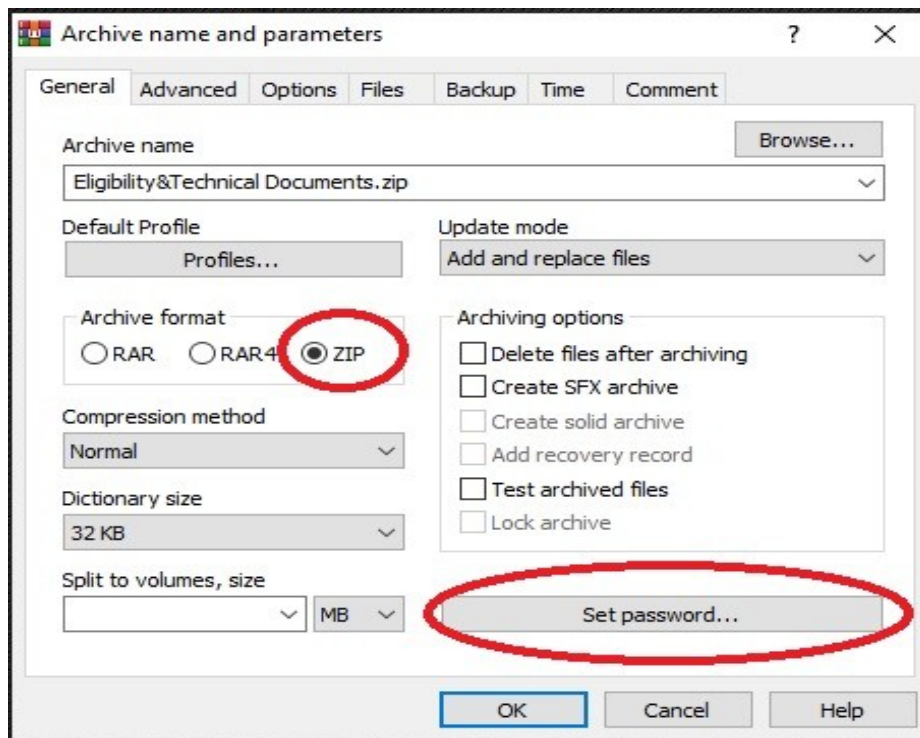 Archive name and parameters
?
General Advanced Options Files Backup Time Comment
Archive name
Browse...
Eligibility&Technical Documents.zip
Default Profile
Update mode
Profiles...
Add and replace files
Archive format
Archiving options
RAR RAR4 ZIP
Delete files after archiving
Create SFX archive
Create solid archive
Add recovery record
Test archived files
Lock archive
Compression method
Normal
Dictionary size
32 KB
Split to volumes, size
MB
Set password...
OK Cancel Help